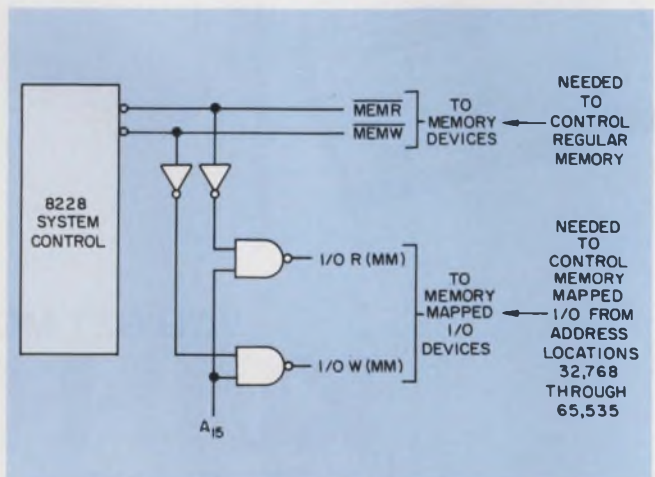 8228
SYSTEM
CONTROL
MEMR
MEMW
TO
MEMORY
DEVICES
NEEDED
TO
CONTROL
REGULAR
MEMORY
I/O R (MM)
I/O W (MM)
TO
MEMORY
MAPPED
I/O
DEVICES
NEEDED
TO
CONTROL
MEMORY
MAPPED
I/O FROM
ADDRESS
LOCATIONS
32,768
THROUGH
65,535
A15